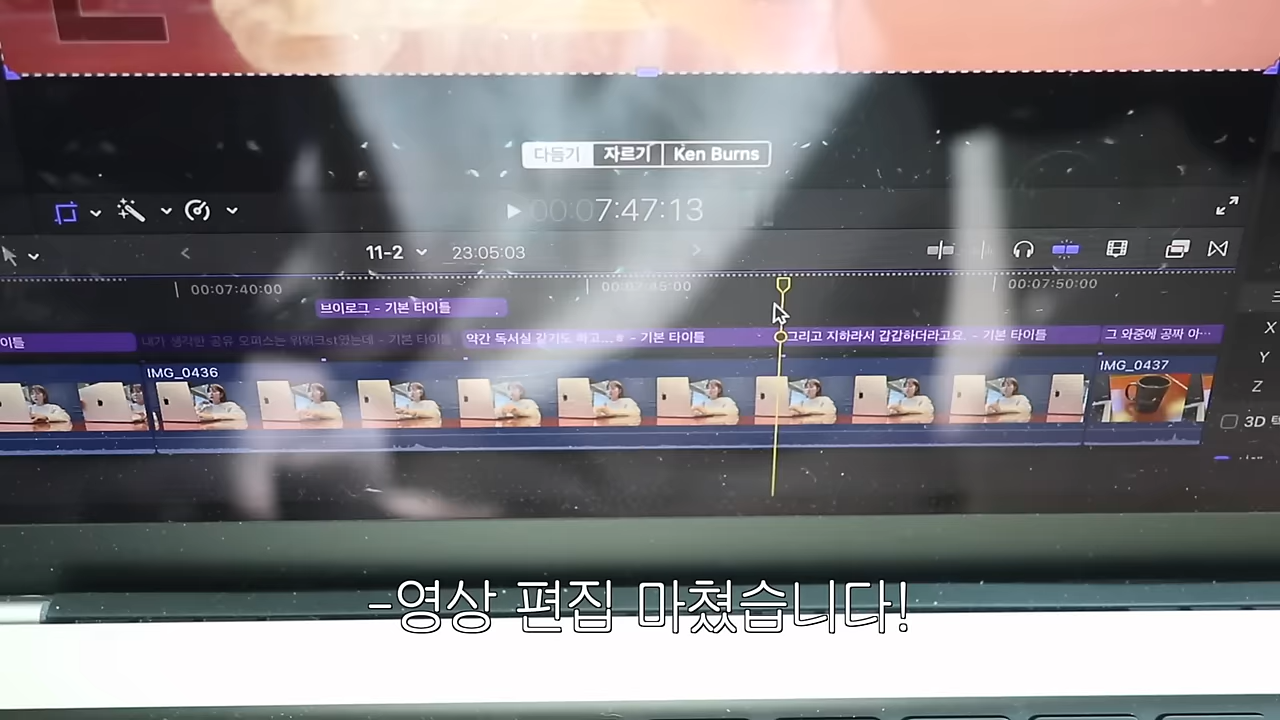 다듬기 자르기 Ken Burns
00:07:47:13
11-2 23:05:03
00:07:40:00 00:07:45:00 00:07:50:00
브이로그 - 기본 타이틀
이틀 내가 생각한 공유 오피스는 위워크st였는데 - 기본 타이틀 약간 독서실 같기도 하고...ㅎ - 기본 타이틀 그리고 지하라서 갑갑하더라고요. - 기본 타이틀 그 와중에 공짜 아…
IMG_0436 IMG_0437
X
Y
Z
3D
-영상 편집 마쳤습니다!